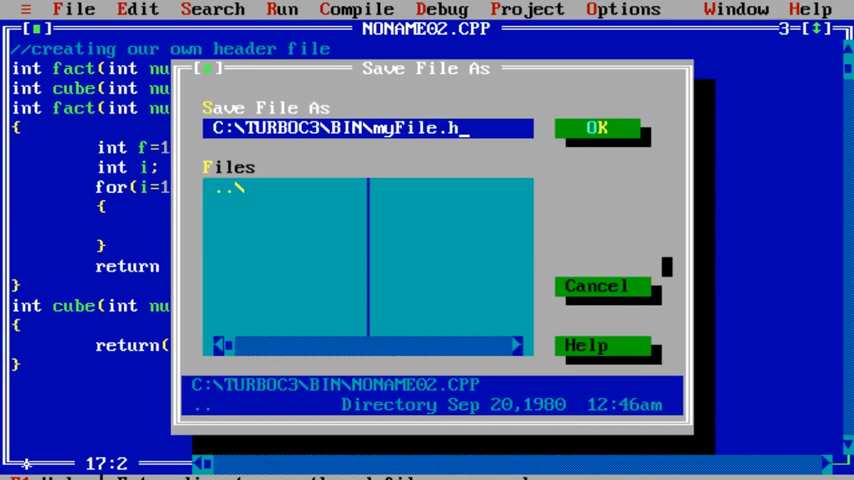 ≡ File Edit Search Run Compile Debug Project Options Window Help
[■] NONAME02.CPP 3=[↕]
//creating our own header file
int fact(int nu
int cube(int nu
int fact(int nu
{
int f=1
int i;
for(i=1
{
}
return
}
int cube(int nu
{
return(
}
17:2
[■] Save File As
Save File As
C:\TURBOC3\BIN\myFile.h_
OK
Files
..\
Cancel
Help
C:\TURBOC3\BIN\NONAME02.CPP
.. Directory Sep 20,1980 12:46am